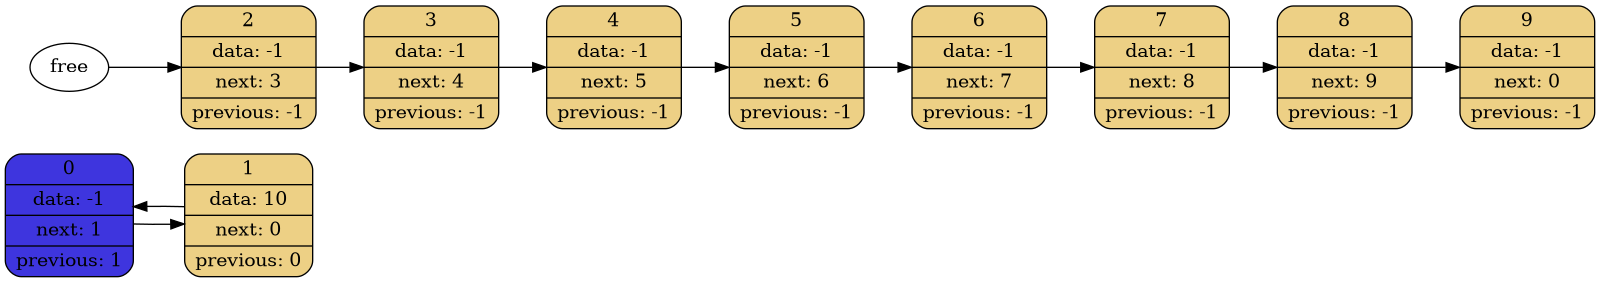 free
2
data: -1
next: 3
previous: -1
3
data: -1
next: 4
previous: -1
4
data: -1
next: 5
previous: -1
5
data: -1
next: 6
previous: -1
6
data: -1
next: 7
previous: -1
7
data: -1
next: 8
previous: -1
8
data: -1
next: 9
previous: -1
9
data: -1
next: 0
previous: -1
0
data: -1
next: 1
previous: 1
1
data: 10
next: 0
previous: 0